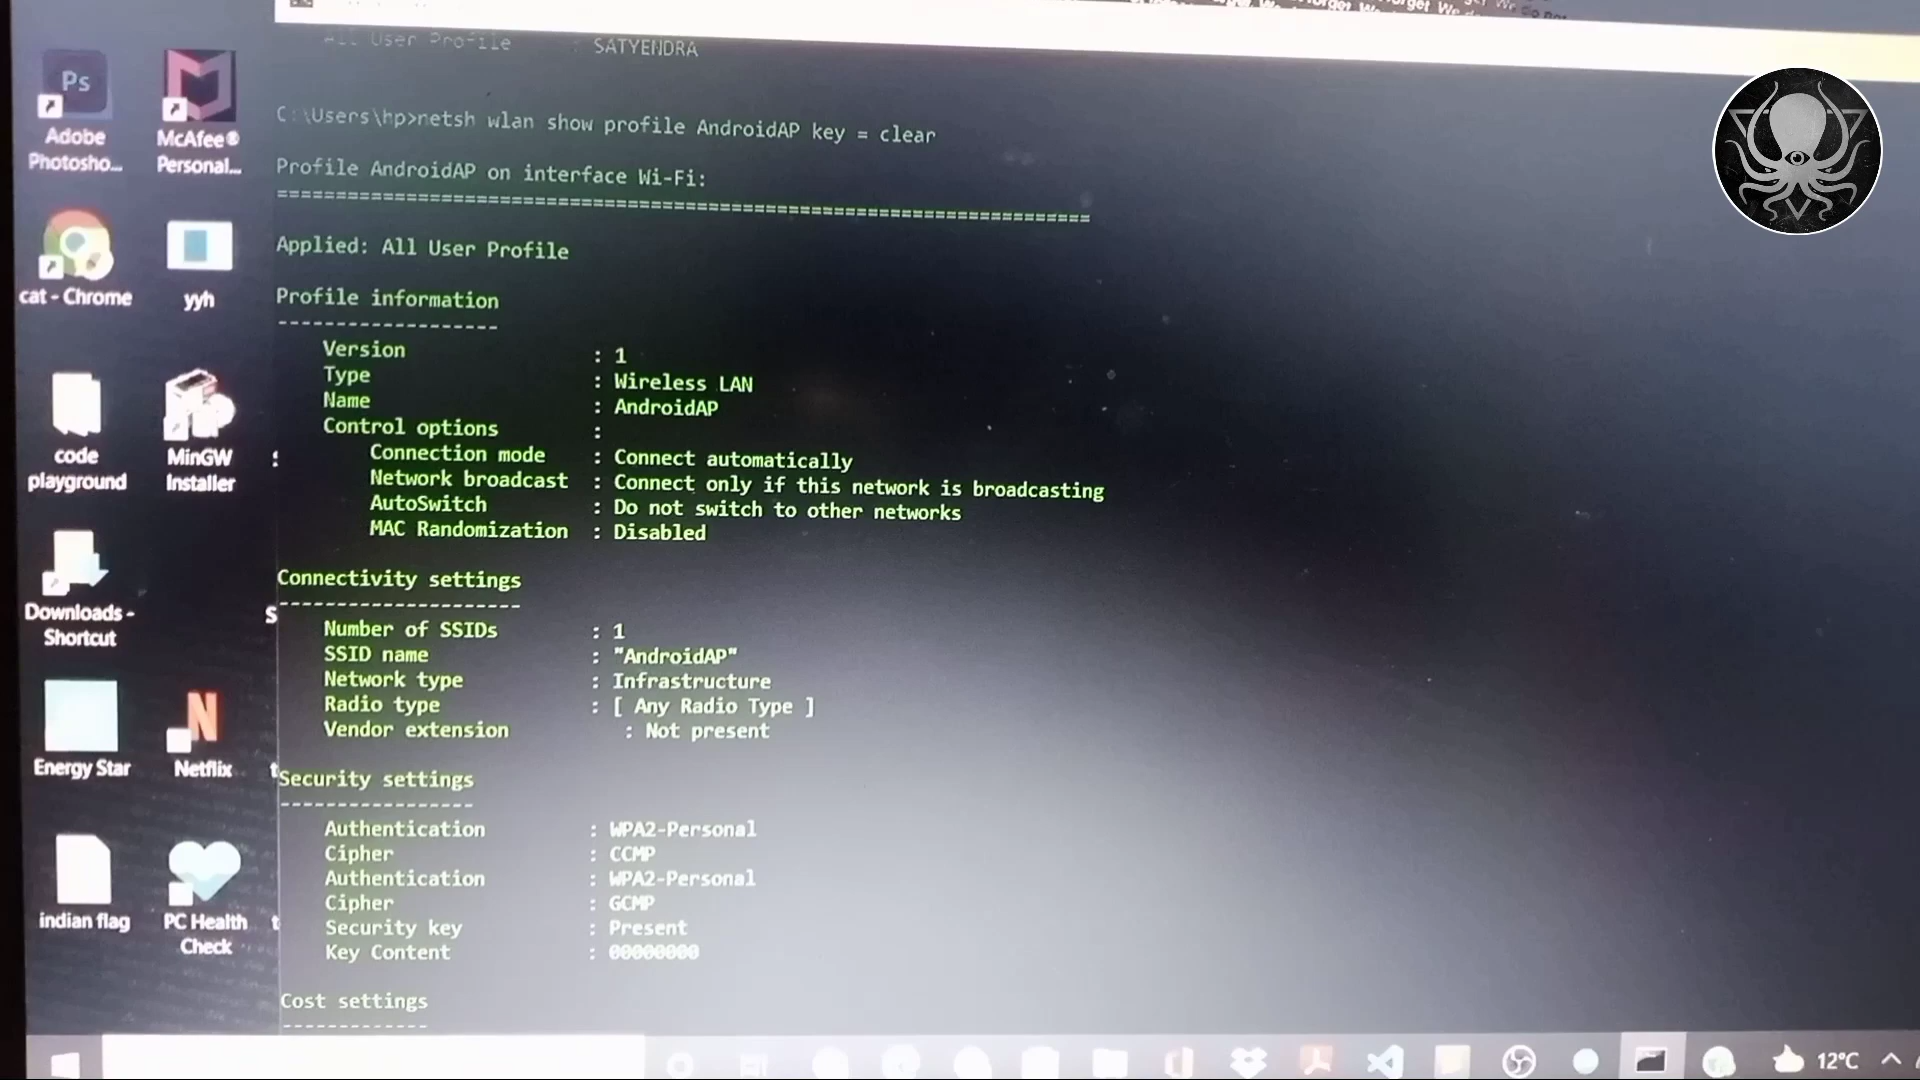 All User Profile : SATYENDRA
C:\Users\hp>netsh wlan show profile AndroidAP key = clear
Profile AndroidAP on interface Wi-Fi:
======================================================================
Applied: All User Profile
Profile information
-------------------
Version : 1
Type : Wireless LAN
Name : AndroidAP
Control options :
Connection mode : Connect automatically
Network broadcast : Connect only if this network is broadcasting
AutoSwitch : Do not switch to other networks
MAC Randomization : Disabled
Connectivity settings
---------------------
Number of SSIDs : 1
SSID name : "AndroidAP"
Network type : Infrastructure
Radio type : [ Any Radio Type ]
Vendor extension : Not present
Security settings
-----------------
Authentication : WPA2-Personal
Cipher : CCMP
Authentication : WPA2-Personal
Cipher : GCMP
Security key : Present
Key Content : 00000000
Cost settings
-------------
Ps
Adobe
Photosho...
McAfee®
Personal...
cat - Chrome
yyh
code
playground
MinGW
Installer
Downloads -
Shortcut
Energy Star
N
Netflix
indian flag
PC Health
Check
12°C